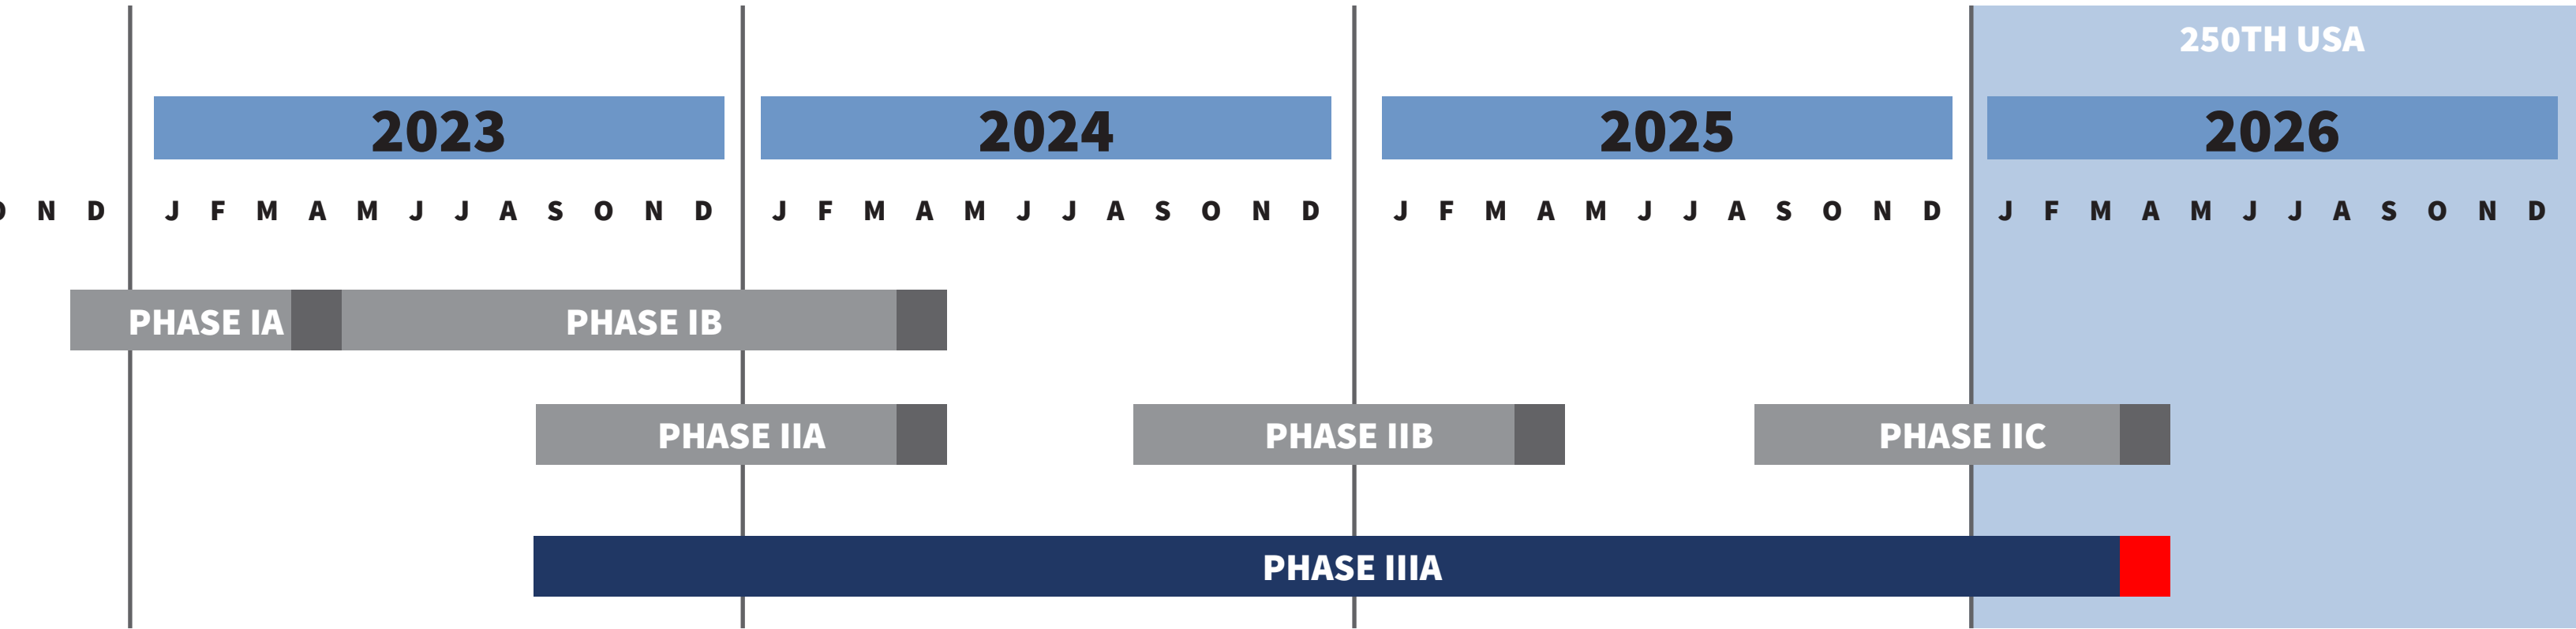 250TH USA
2023 2024 2025 2026
O N D J F M A M J J A S O N D J F M A M J J A S O N D J F M A M J J A S O N D J F M A M J J A S O N D
PHASE IA PHASE IB
PHASE IIA PHASE IIB PHASE IIC
PHASE IIIA